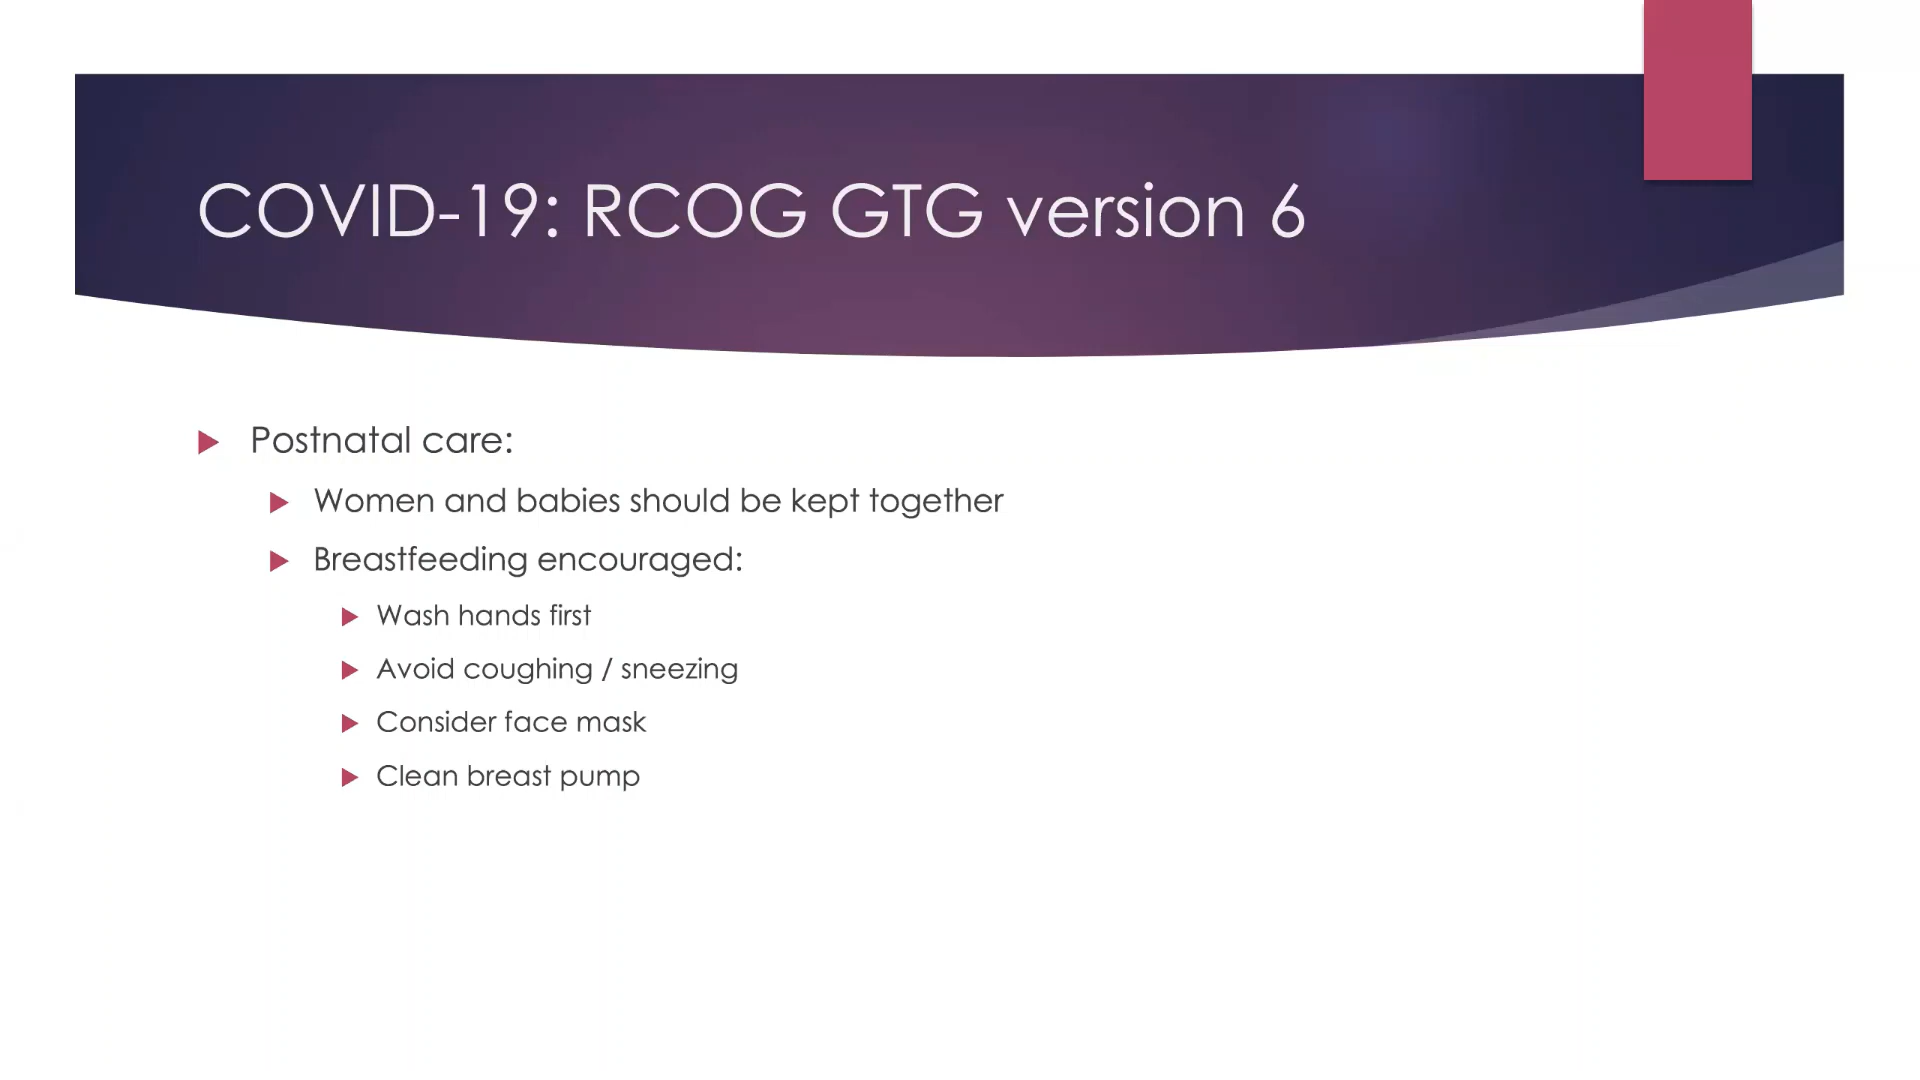 COVID-19: RCOG GTG version 6
Postnatal care:
Women and babies should be kept together
Breastfeeding encouraged:
Wash hands first
Avoid coughing / sneezing
Consider face mask
Clean breast pump